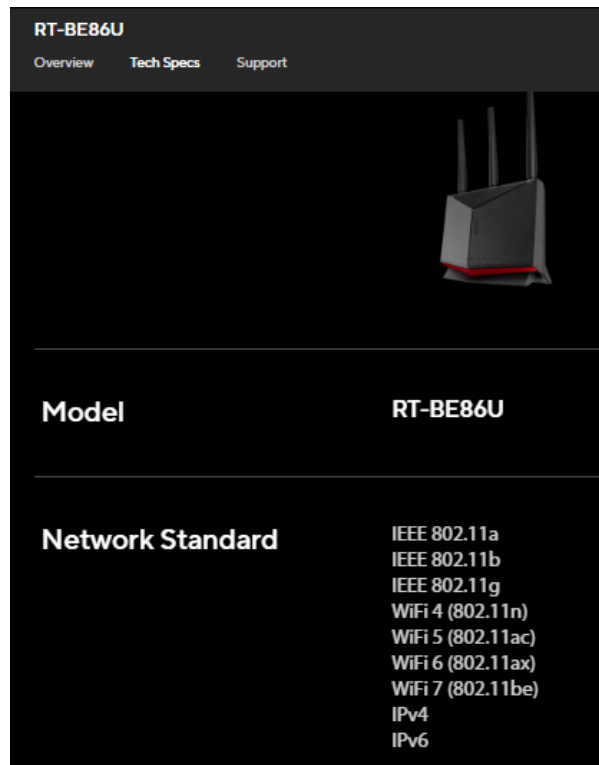 RT-BE86U
Overview Tech Specs Support
Model RT-BE86U
Network Standard IEEE 802.11a
IEEE 802.11b
IEEE 802.11g
WiFi 4 (802.11n)
WiFi 5 (802.11ac)
WiFi 6 (802.11ax)
WiFi 7 (802.11be)
IPv4
IPv6